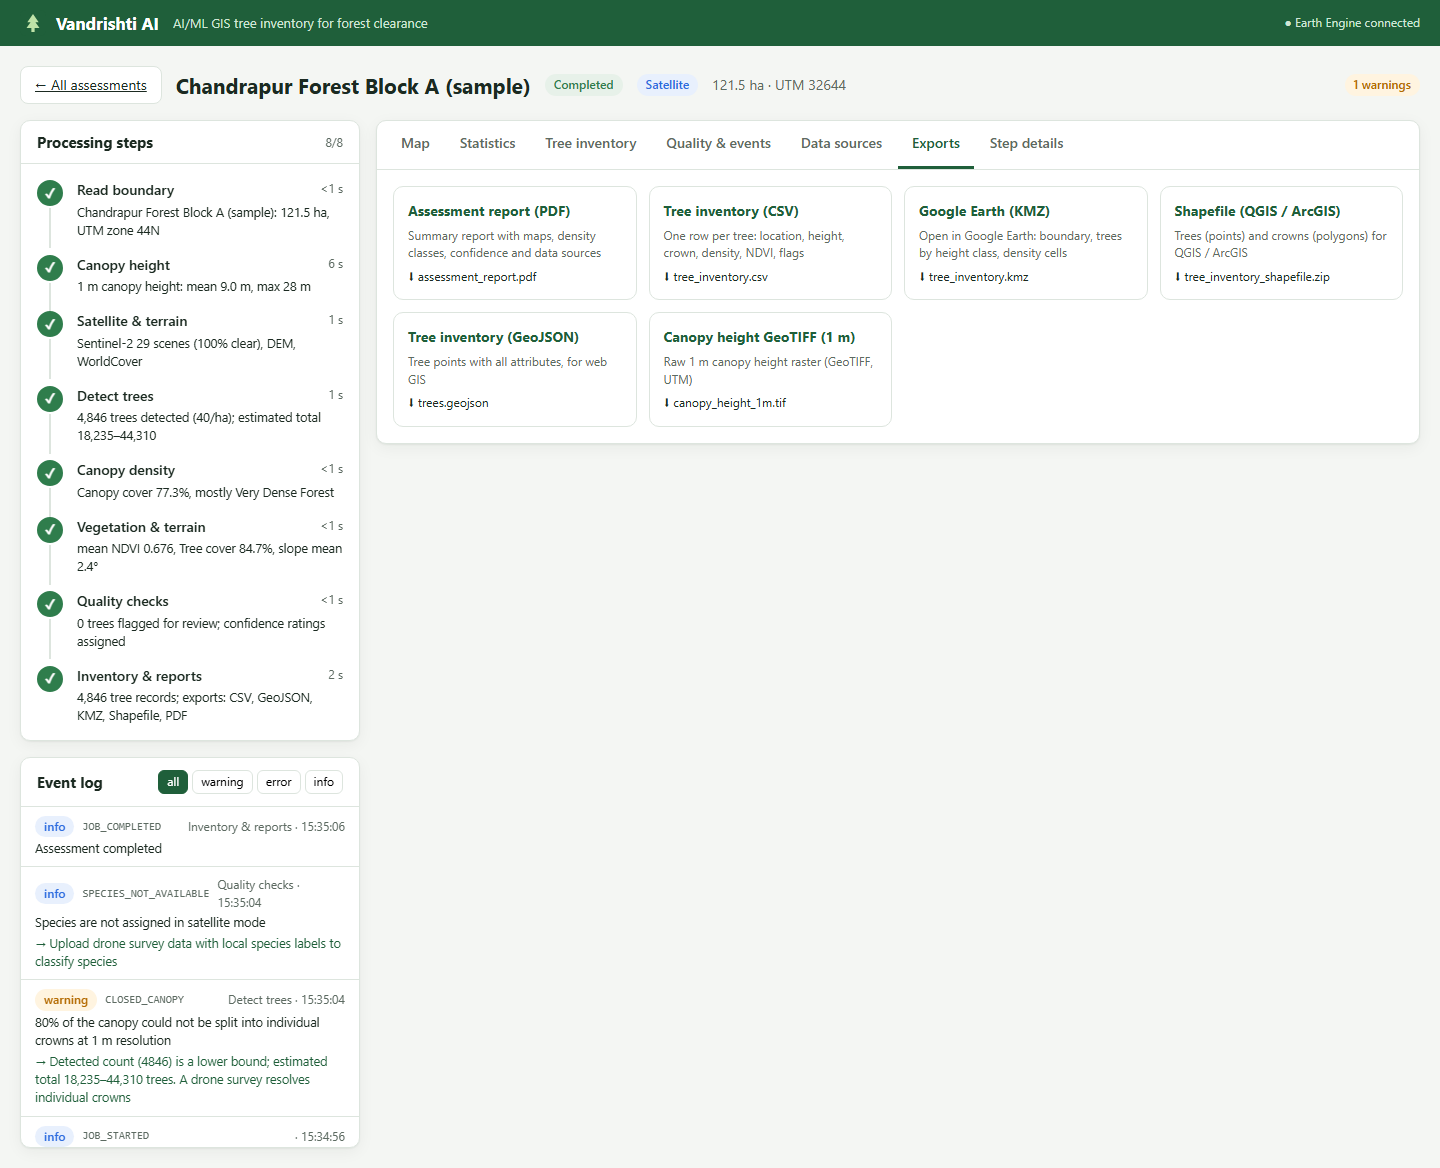 Vandrishti AI
AI/ML GIS tree inventory for forest clearance
● Earth Engine connected
← All assessments
Chandrapur Forest Block A (sample)
Completed
Satellite
121.5 ha · UTM 32644
1 warnings
Processing steps
8/8
Read boundary
<1 s
Chandrapur Forest Block A (sample): 121.5 ha,
UTM zone 44N
Canopy height
6 s
1 m canopy height: mean 9.0 m, max 28 m
Satellite & terrain
1 s
Sentinel-2 29 scenes (100% clear), DEM,
WorldCover
Detect trees
1 s
4,846 trees detected (40/ha); estimated total
18,235–44,310
Canopy density
<1 s
Canopy cover 77.3%, mostly Very Dense Forest
Vegetation & terrain
<1 s
mean NDVI 0.676, Tree cover 84.7%, slope mean
2.4°
Quality checks
<1 s
0 trees flagged for review; confidence ratings
assigned
Inventory & reports
2 s
4,846 tree records; exports: CSV, GeoJSON,
KMZ, Shapefile, PDF
Event log
all
warning
error
info
info
JOB_COMPLETED
Inventory & reports · 15:35:06
Assessment completed
info
SPECIES_NOT_AVAILABLE
Quality checks ·
15:35:04
Species are not assigned in satellite mode
→ Upload drone survey data with local species labels to
classify species
warning
CLOSED_CANOPY
Detect trees · 15:35:04
80% of the canopy could not be split into individual
crowns at 1 m resolution
→ Detected count (4846) is a lower bound; estimated
total 18,235–44,310 trees. A drone survey resolves
individual crowns
info
JOB_STARTED
· 15:34:56
Map
Statistics
Tree inventory
Quality & events
Data sources
Exports
Step details
Assessment report (PDF)
Summary report with maps, density
classes, confidence and data sources
⬇ assessment_report.pdf
Tree inventory (CSV)
One row per tree: location, height,
crown, density, NDVI, flags
⬇ tree_inventory.csv
Google Earth (KMZ)
Open in Google Earth: boundary, trees
by height class, density cells
⬇ tree_inventory.kmz
Shapefile (QGIS / ArcGIS)
Trees (points) and crowns (polygons) for
QGIS / ArcGIS
⬇ tree_inventory_shapefile.zip
Tree inventory (GeoJSON)
Tree points with all attributes, for web
GIS
⬇ trees.geojson
Canopy height GeoTIFF (1 m)
Raw 1 m canopy height raster (GeoTIFF,
UTM)
⬇ canopy_height_1m.tif